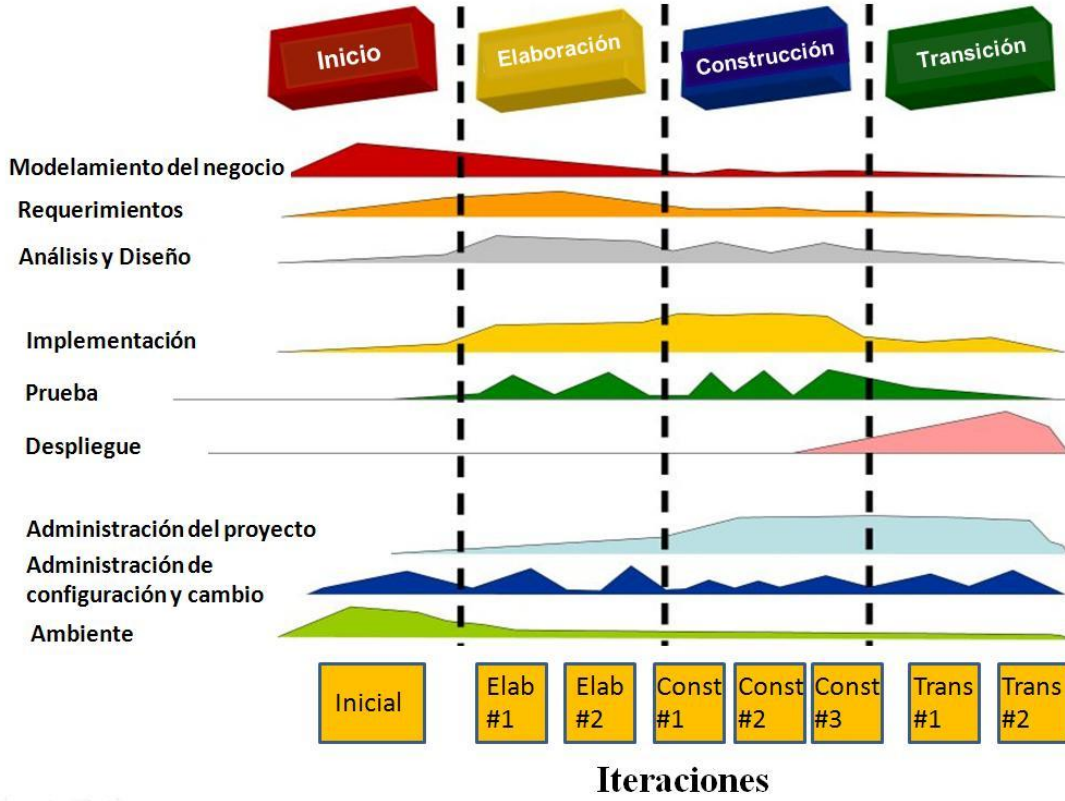 Inicio
Elaboración
Construcción
Transición
Modelamiento del negocio
Requerimientos
Análisis y Diseño
Implementación
Prueba
Despliegue
Administración del proyecto
Administración de
configuración y cambio
Ambiente
Inicial
Elab
#1
Elab
#2
Const
#1
Const
#2
Const
#3
Trans
#1
Trans
#2
Iteraciones